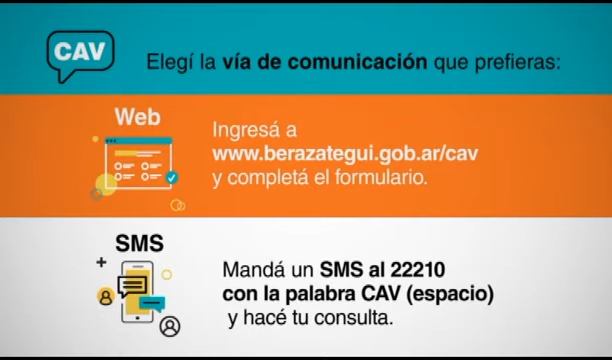 CAV
Elegí la vía de comunicación que prefieras:
Web
Ingresá a
www.berazategui.gob.ar/cav
y completá el formulario.
SMS
Mandá un SMS al 22210
con la palabra CAV (espacio)
y hacé tu consulta.